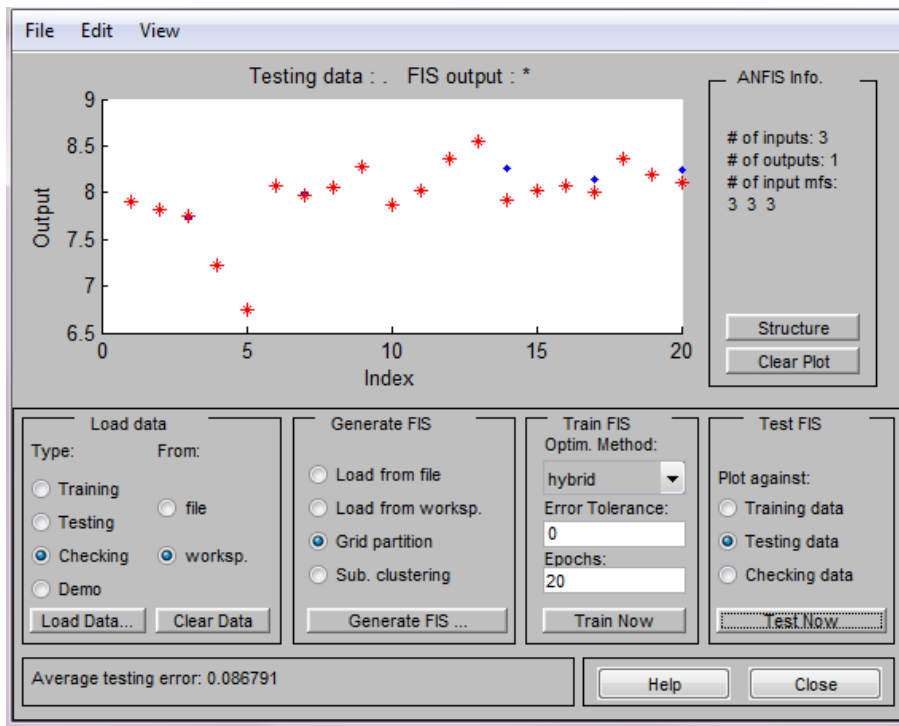 File Edit View
Testing data : .   FIS output : *
9
8.5
8
7.5
7
6.5
Output
0 5 10 15 20
Index
ANFIS Info.
# of inputs: 3
# of outputs: 1
# of input mfs:
3 3 3
Structure
Clear Plot
Load data
Type: From:
Training
Testing
Checking
Demo
file
worksp.
Load Data... Clear Data
Generate FIS
Load from file
Load from worksp.
Grid partition
Sub. clustering
Generate FIS ...
Train FIS
Optim. Method:
hybrid
Error Tolerance:
0
Epochs:
20
Train Now
Test FIS
Plot against:
Training data
Testing data
Checking data
Test Now
Average testing error: 0.086791
Help Close